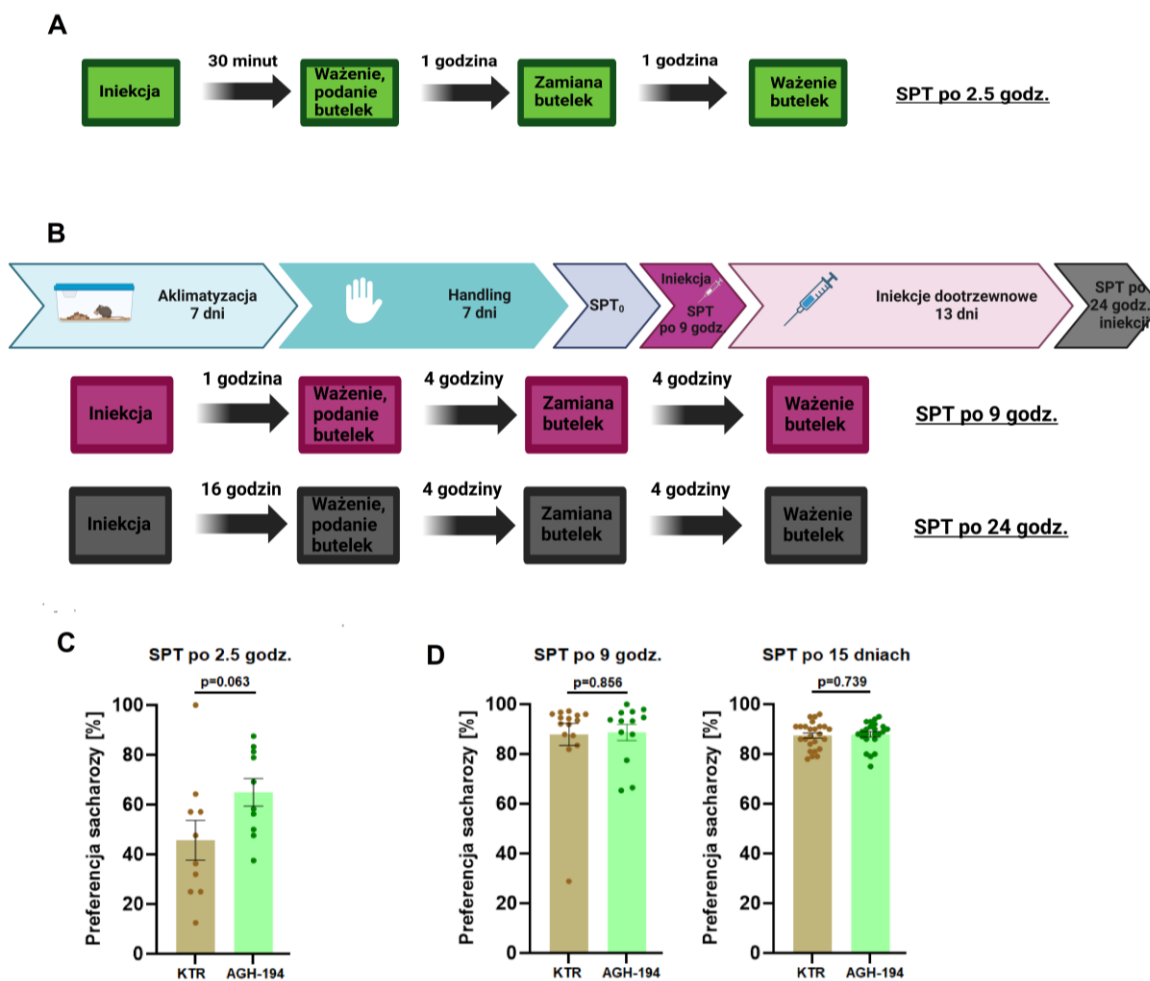 A
Iniekcja
30 minut
Ważenie,
podanie
butelek
1 godzina
Zamiana
butelek
1 godzina
Ważenie
butelek
SPT po 2.5 godz.
B
Aklimatyzacja
7 dni
Handling
7 dni
SPT₀
Iniekcja
SPT
po 9 godz.
Iniekcje dootrzewnowe
13 dni
SPT po
24 godz.
iniekcji
Iniekcja
1 godzina
Ważenie,
podanie
butelek
4 godziny
Zamiana
butelek
4 godziny
Ważenie
butelek
SPT po 9 godz.
Iniekcja
16 godzin
Ważenie,
podanie
butelek
4 godziny
Zamiana
butelek
4 godziny
Ważenie
butelek
SPT po 24 godz.
C
SPT po 2.5 godz.
p=0.063
Preferencja sacharozy [%]
100
80
60
40
20
0
KTR
AGH-194
D
SPT po 9 godz.
p=0.856
Preferencja sacharozy [%]
100
80
60
40
20
0
KTR
AGH-194
SPT po 15 dniach
p=0.739
Preferencja sacharozy [%]
100
80
60
40
20
0
KTR
AGH-194